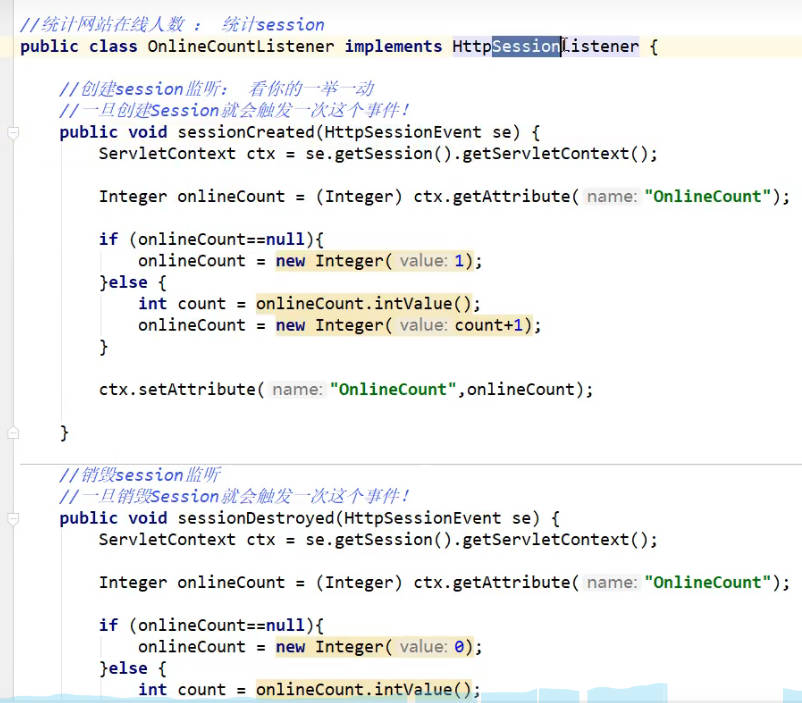 //统计网站在线人数 ： 统计session
public class OnlineCountListener implements HttpSessionListener {
//创建session监听： 看你的一举一动
//一旦创建Session就会触发一次这个事件！
public void sessionCreated(HttpSessionEvent se) {
ServletContext ctx = se.getSession().getServletContext();
Integer onlineCount = (Integer) ctx.getAttribute( name: "OnlineCount");
if (onlineCount==null){
onlineCount = new Integer( value: 1);
}else {
int count = onlineCount.intValue();
onlineCount = new Integer( value: count+1);
}
ctx.setAttribute( name: "OnlineCount",onlineCount);
}
//销毁session监听
//一旦销毁Session就会触发一次这个事件！
public void sessionDestroyed(HttpSessionEvent se) {
ServletContext ctx = se.getSession().getServletContext();
Integer onlineCount = (Integer) ctx.getAttribute( name: "OnlineCount");
if (onlineCount==null){
onlineCount = new Integer( value: 0);
}else {
int count = onlineCount.intValue();